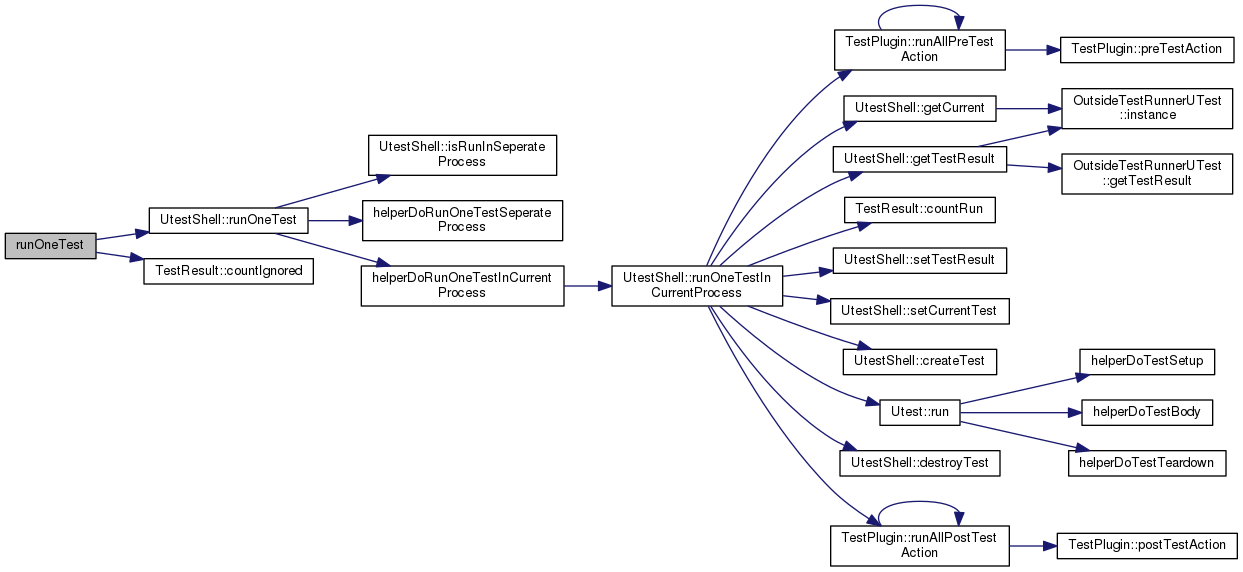 runOneTest
UtestShell::runOneTest
TestResult::countIgnored
UtestShell::isRunInSeperate
Process
helperDoRunOneTestSeperate
Process
helperDoRunOneTestInCurrent
Process
UtestShell::runOneTestIn
CurrentProcess
TestPlugin::runAllPreTest
Action
UtestShell::getCurrent
UtestShell::getTestResult
TestResult::countRun
UtestShell::setTestResult
UtestShell::setCurrentTest
UtestShell::createTest
Utest::run
UtestShell::destroyTest
TestPlugin::runAllPostTest
Action
TestPlugin::preTestAction
OutsideTestRunnerUTest
::instance
OutsideTestRunnerUTest
::getTestResult
helperDoTestSetup
helperDoTestBody
helperDoTestTeardown
TestPlugin::postTestAction